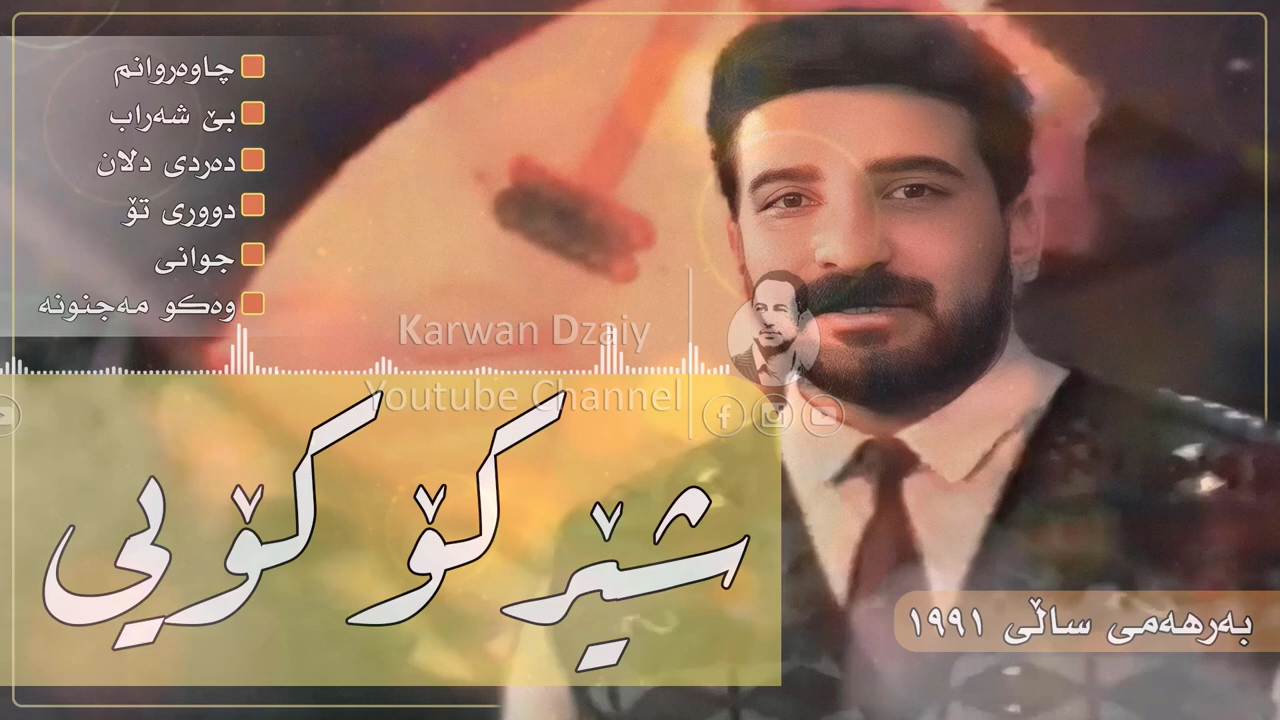 چاوەڕوانم
بێ شەراب
دەردی دلان
دووری تۆ
جوانی
وەکو مەجنونە
Karwan Dzaiy
Youtube Channel
شێرکۆ کۆیی
بەرهەمی ساڵی ١٩٩١